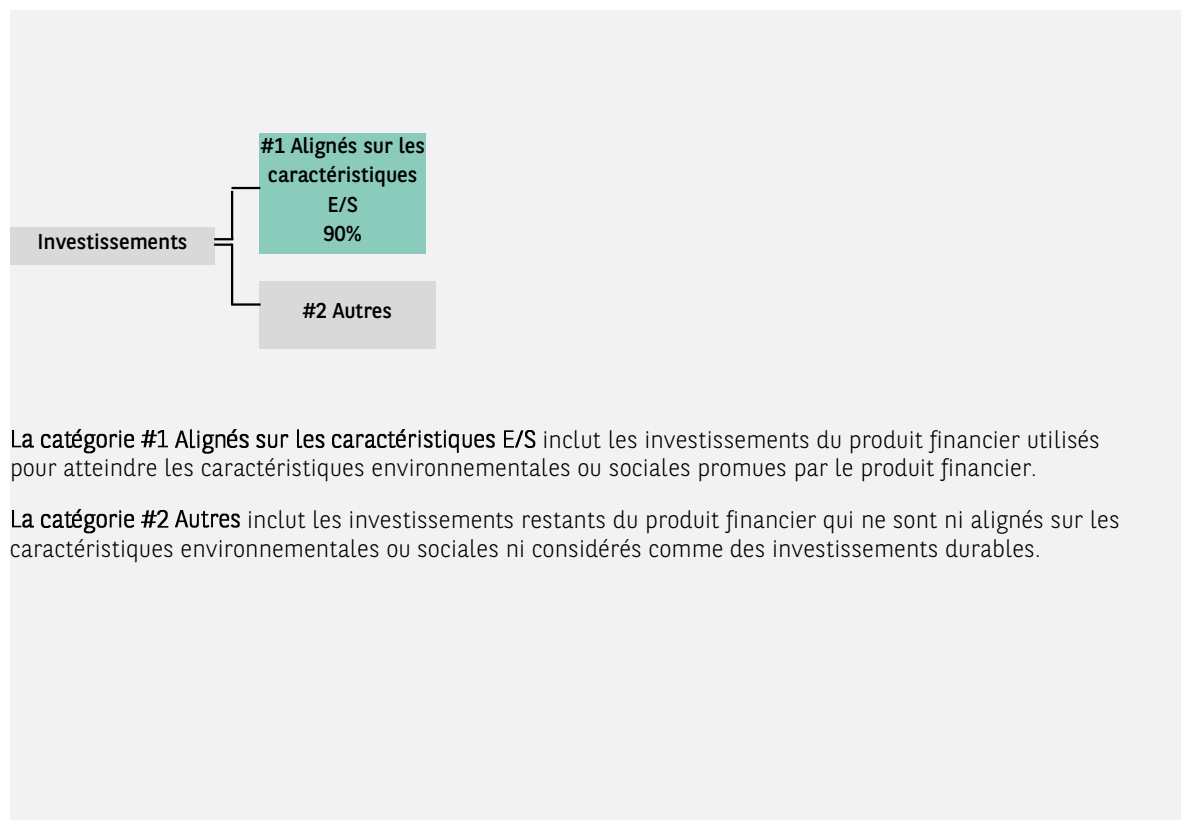 #1 Alignés sur les
caractéristiques
E/S
90%
Investissements
#2 Autres
La catégorie #1 Alignés sur les caractéristiques E/S inclut les investissements du produit financier utilisés
pour atteindre les caractéristiques environnementales ou sociales promues par le produit financier.
La catégorie #2 Autres inclut les investissements restants du produit financier qui ne sont ni alignés sur les
caractéristiques environnementales ou sociales ni considérés comme des investissements durables.